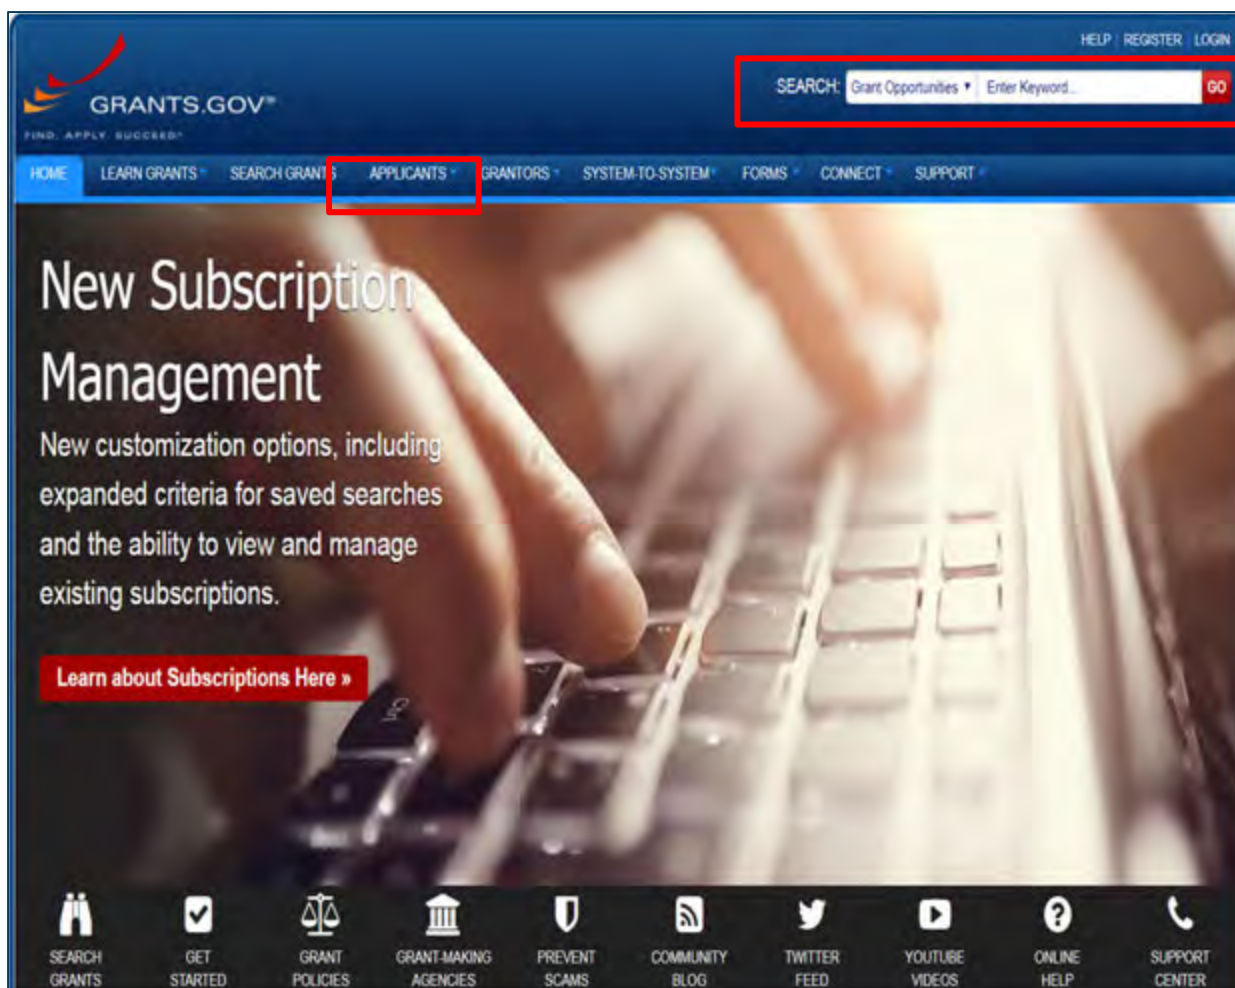 HELP | REGISTER | LOGIN
SEARCH: Grant Opportunities Enter Keyword... GO
GRANTS.GOV
FIND. APPLY. SUCCEED.
HOME LEARN GRANTS SEARCH GRANTS APPLICANTS GRANTORS SYSTEM-TO-SYSTEM FORMS CONNECT SUPPORT
New Subscription
Management
New customization options, including
expanded criteria for saved searches
and the ability to view and manage
existing subscriptions.
Learn about Subscriptions Here »
Ctrl
SEARCH GRANTS
GET STARTED
GRANT POLICIES
GRANT-MAKING AGENCIES
PREVENT SCAMS
COMMUNITY BLOG
TWITTER FEED
YOUTUBE VIDEOS
ONLINE HELP
SUPPORT CENTER